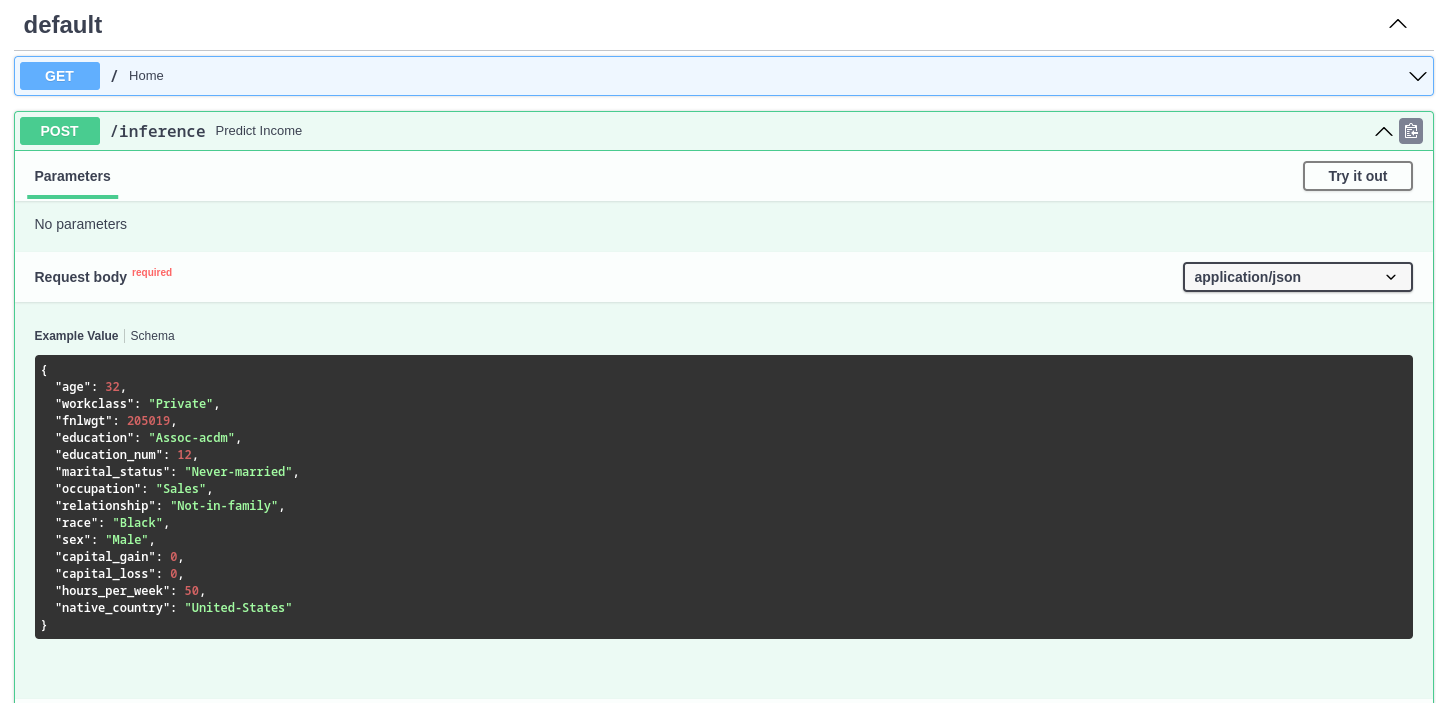 default
GET / Home
POST /inference Predict Income
Parameters Try it out
No parameters
Request body required application/json
Example Value Schema
{
  "age": 32,
  "workclass": "Private",
  "fnlwgt": 205019,
  "education": "Assoc-acdm",
  "education_num": 12,
  "marital_status": "Never-married",
  "occupation": "Sales",
  "relationship": "Not-in-family",
  "race": "Black",
  "sex": "Male",
  "capital_gain": 0,
  "capital_loss": 0,
  "hours_per_week": 50,
  "native_country": "United-States"
}